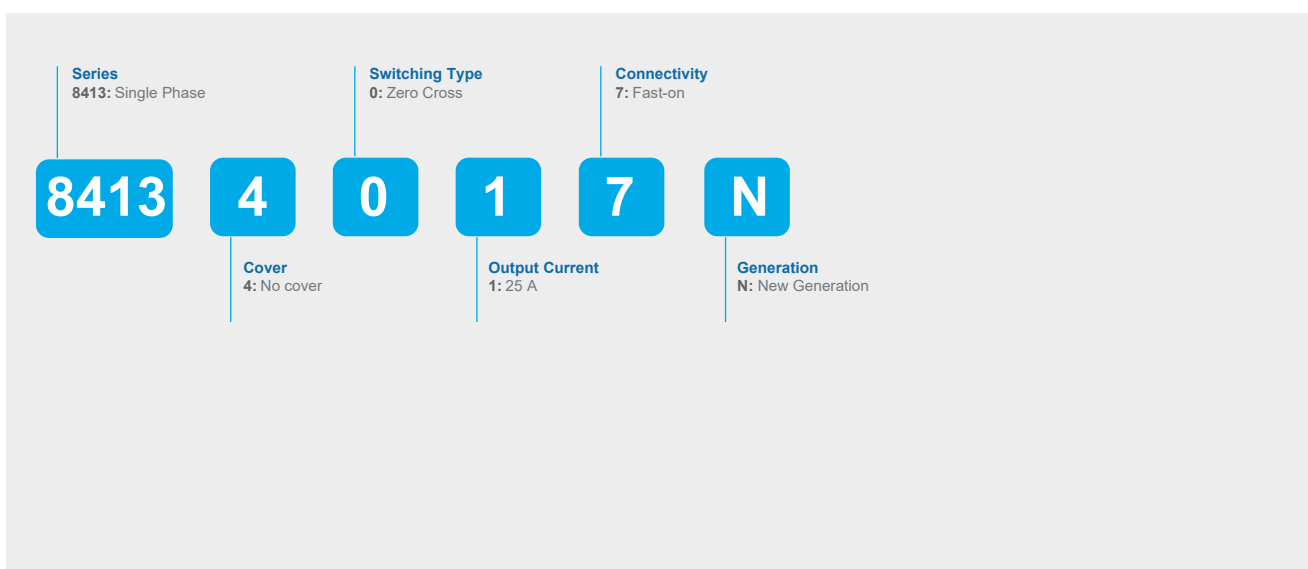 Series
8413: Single Phase
Switching Type
0: Zero Cross
Connectivity
7: Fast-on
8413 4 0 1 7 N
Cover
4: No cover
Output Current
1: 25 A
Generation
N: New Generation